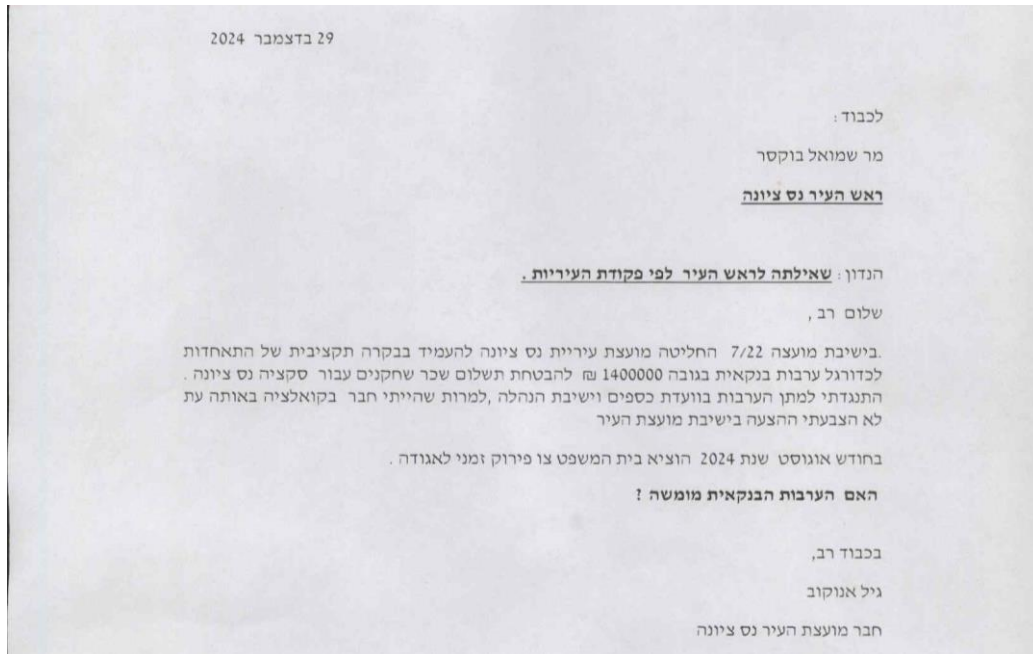 29 בדצמבר 2024
לכבוד :
מר שמואל בוקסר
ראש העיר נס ציונה
הנדון : שאילתה לראש העיר לפי פקודת העיריות .
שלום רב ,
.בישיבת מועצה 7/22 החליטה מועצת עיריית נס ציונה להעמיד בבקרה תקציבית של התאחדות
לכדורגל ערבות בנקאית בגובה 1400000 ₪ להבטחת תשלום שכר שחקנים עבור סקציה נס ציונה .
התנגדתי למתן הערבות בוועדת כספים וישיבת הנהלה ,למרות שהייתי חבר בקואלציה באותה עת
לא הצבעתי ההצעה בישיבת מועצת העיר
בחודש אוגוסט שנת 2024 הוציא בית המשפט צו פירוק זמני לאגודה .
האם הערבות הבנקאית מומשה ?
בכבוד רב,
גיל אנוקוב
חבר מועצת העיר נס ציונה